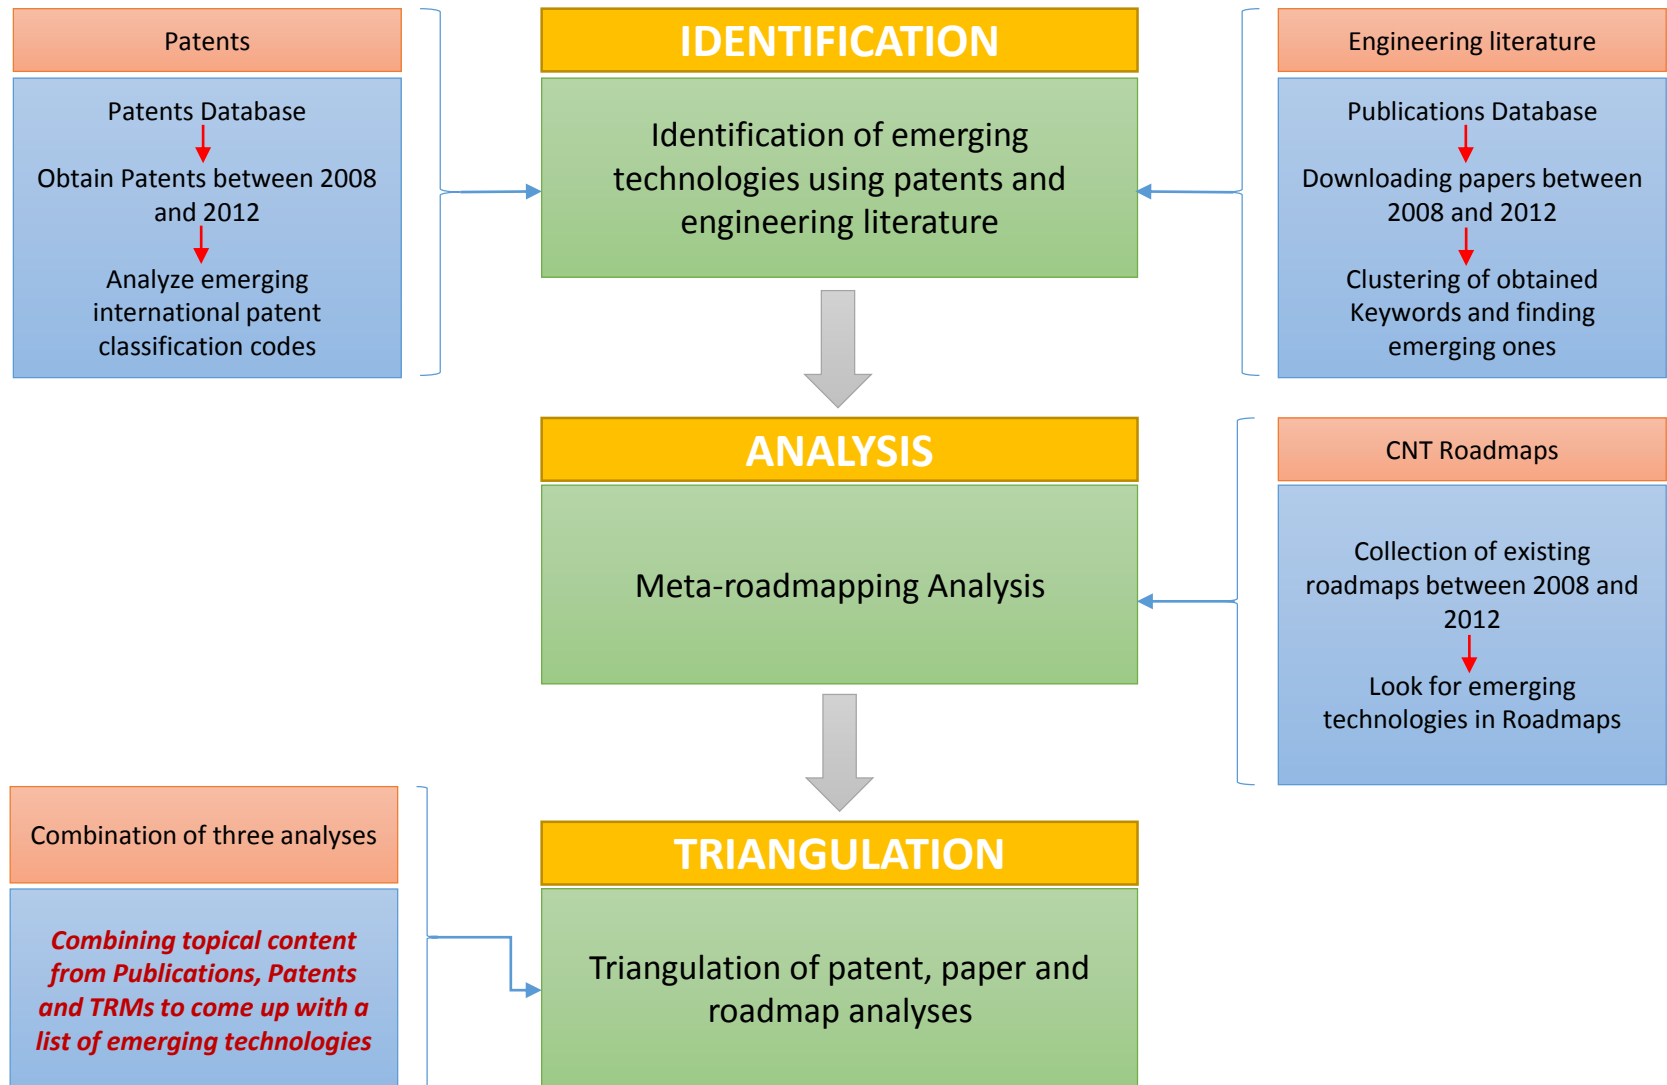 Patents
Patents Database
Obtain Patents between 2008
and 2012
Analyze emerging
international patent
classification codes
IDENTIFICATION
Identification of emerging
technologies using patents and
engineering literature
Engineering literature
Publications Database
Downloading papers between
2008 and 2012
Clustering of obtained
Keywords and finding
emerging ones
ANALYSIS
Meta-roadmapping Analysis
CNT Roadmaps
Collection of existing
roadmaps between 2008 and
2012
Look for emerging
technologies in Roadmaps
Combination of three analyses
Combining topical content
from Publications, Patents
and TRMs to come up with a
list of emerging technologies
TRIANGULATION
Triangulation of patent, paper and
roadmap analyses